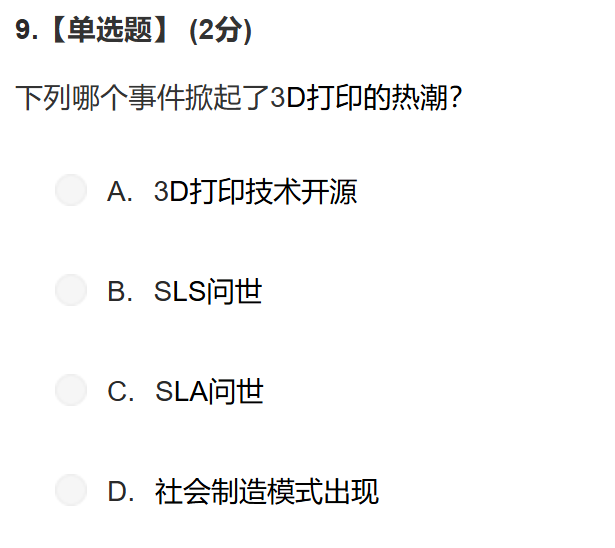 9.【单选题】 (2分)
下列哪个事件掀起了3D打印的热潮?
A. 3D打印技术开源
B. SLS问世
C. SLA问世
D. 社会制造模式出现